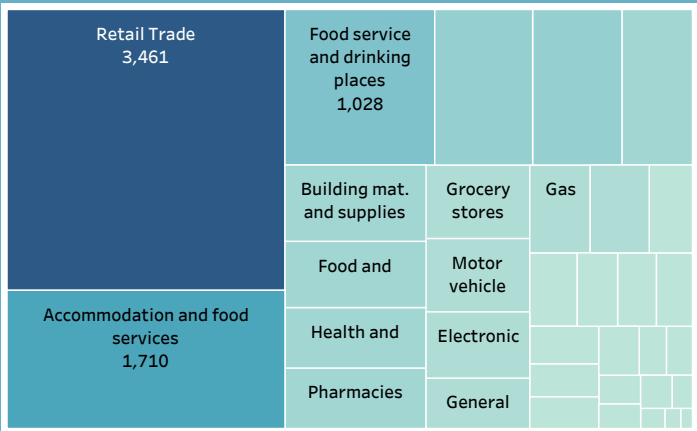 Retail Trade
3,461
Accommodation and food
services
1,710
Food service
and drinking
places
1,028
Building mat.
and supplies
Food and
Health and
Pharmacies
Grocery
stores
Motor
vehicle
Electronic
General
Gas